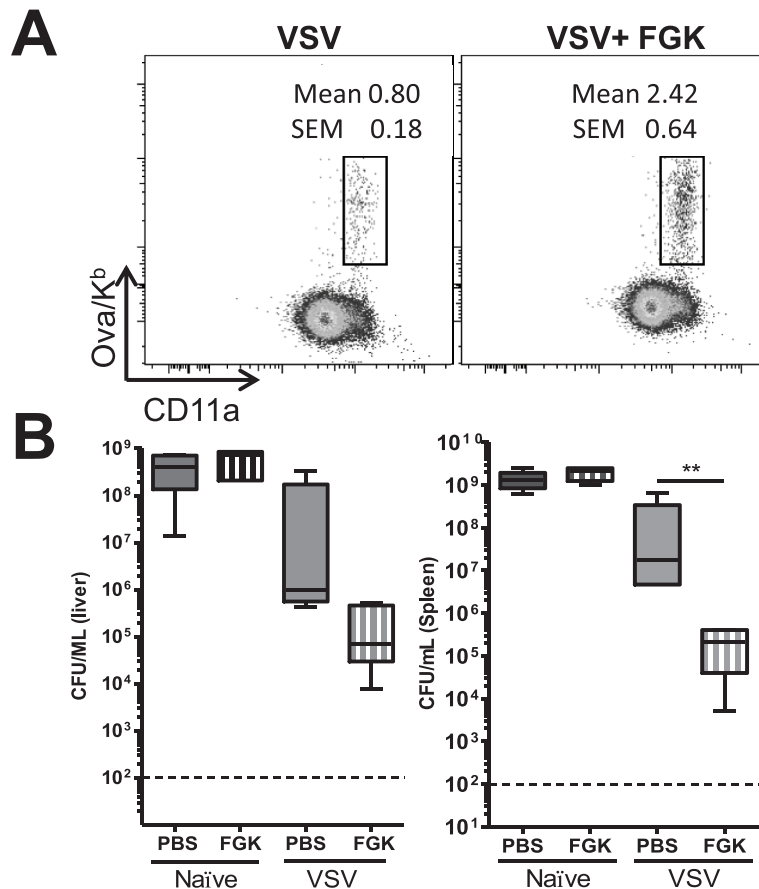 A
VSV
VSV+ FGK
Mean 0.80
SEM 0.18
Mean 2.42
SEM 0.64
Ova/Kᵇ
CD11a
B
CFU/ML (liver)
10⁹
10⁸
10⁷
10⁶
10⁵
10⁴
10³
10²
PBS FGK PBS FGK
Naïve VSV
CFU/mL (Spleen)
10¹⁰
10⁹
10⁸
10⁷
10⁶
10⁵
10⁴
10³
10²
10¹
**
PBS FGK PBS FGK
Naïve VSV